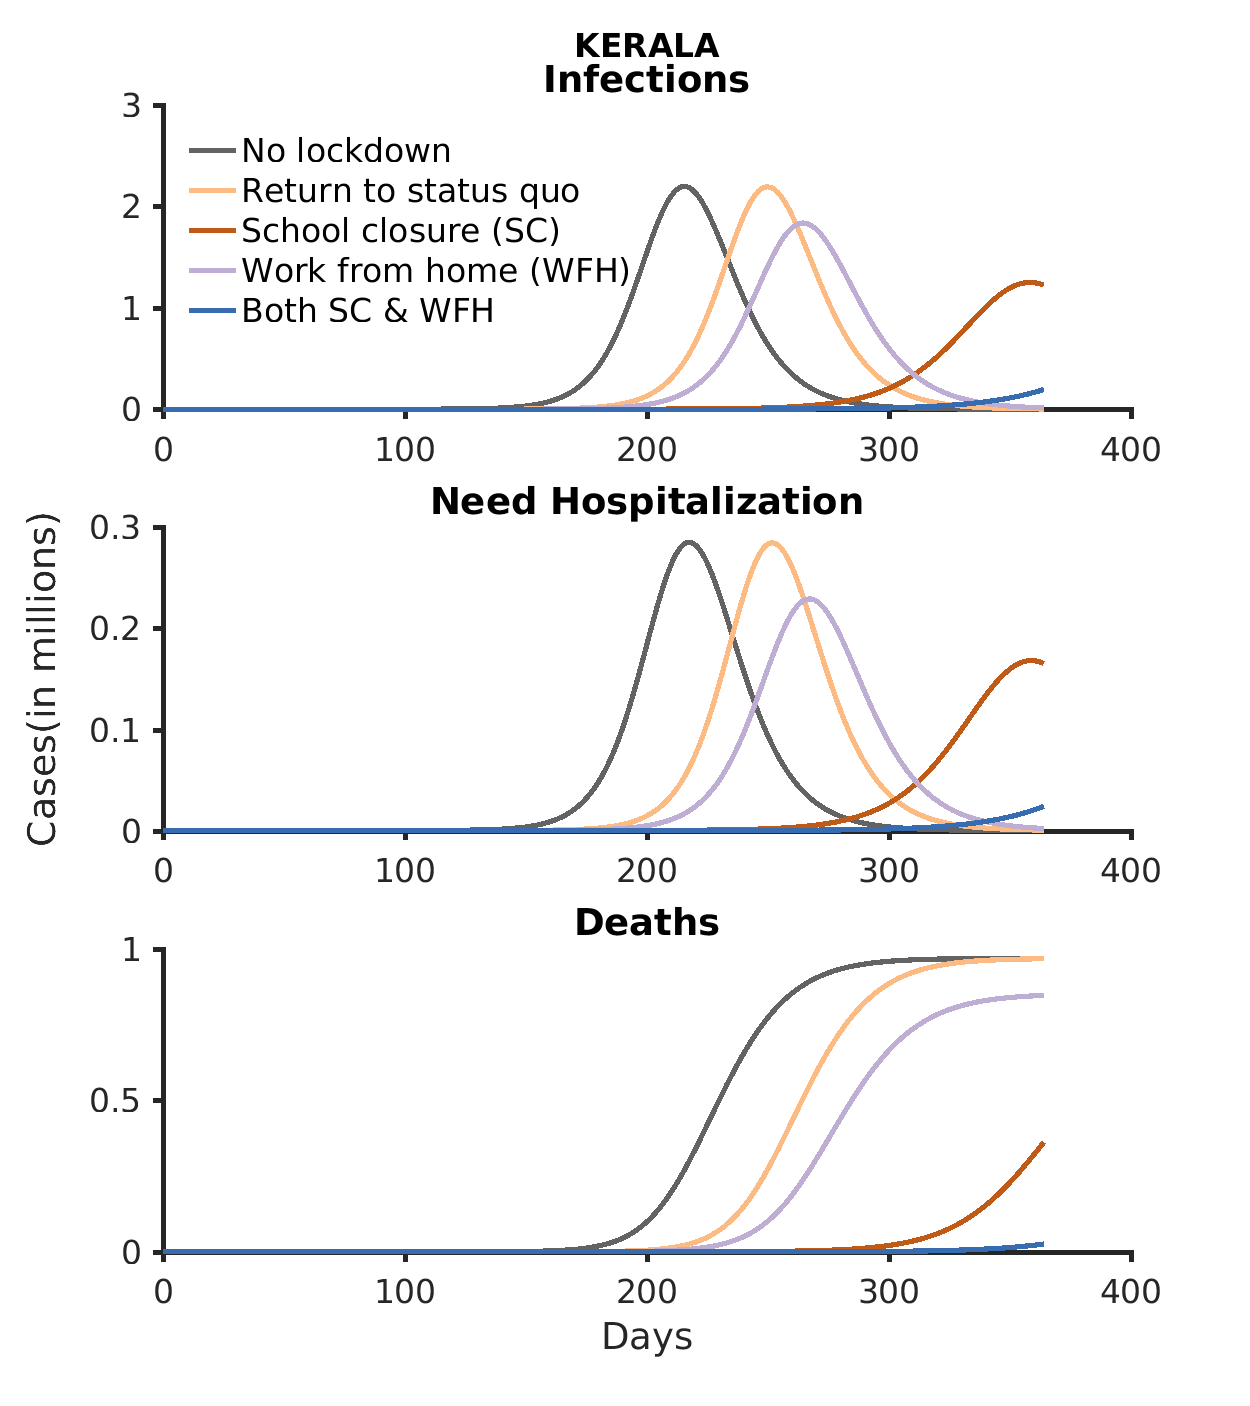 KERALA
Infections
3
2
1
0
No lockdown
Return to status quo
School closure (SC)
Work from home (WFH)
Both SC & WFH
0 100 200 300 400
Need Hospitalization
Cases(in millions)
0.3
0.2
0.1
0
0 100 200 300 400
Deaths
1
0.5
0
0 100 200 300 400
Days